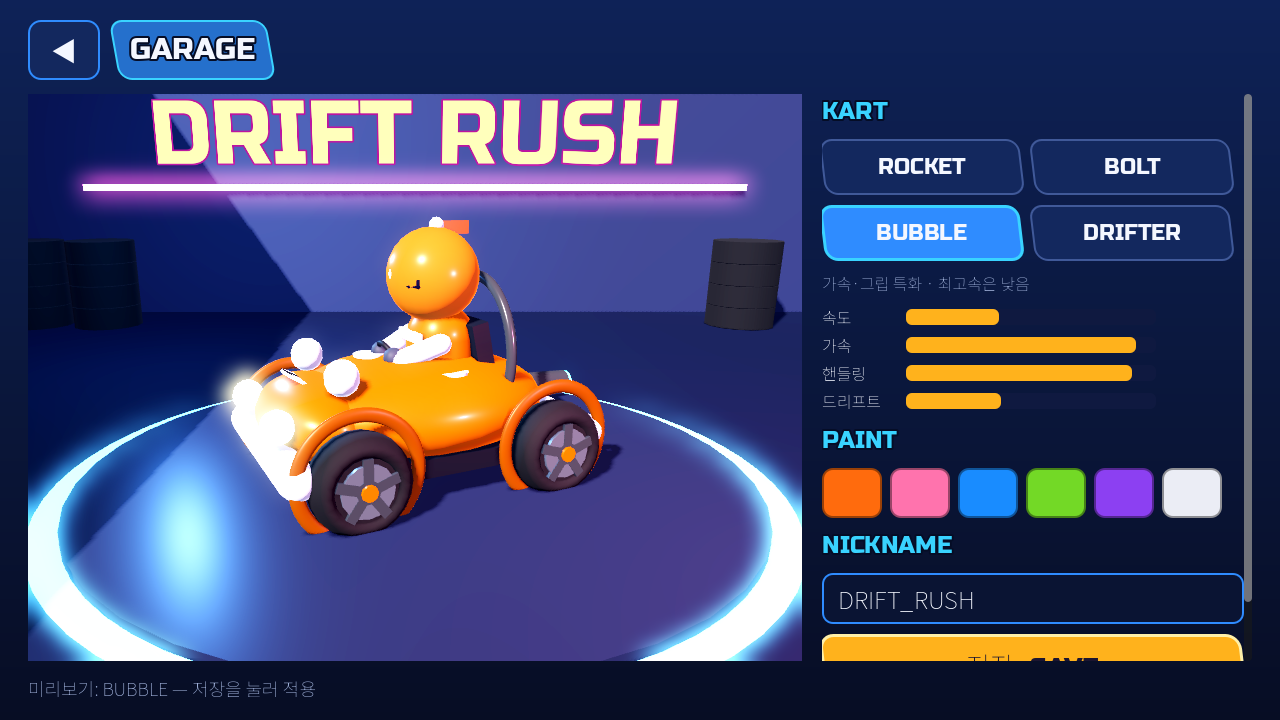 ◀ GARAGE
DRIFT RUSH
KART
ROCKET
BOLT
BUBBLE
DRIFTER
가속·그립 특화 · 최고속은 낮음
속도
가속
핸들링
드리프트
PAINT
NICKNAME
DRIFT_RUSH
미리보기: BUBBLE — 저장을 눌러 적용